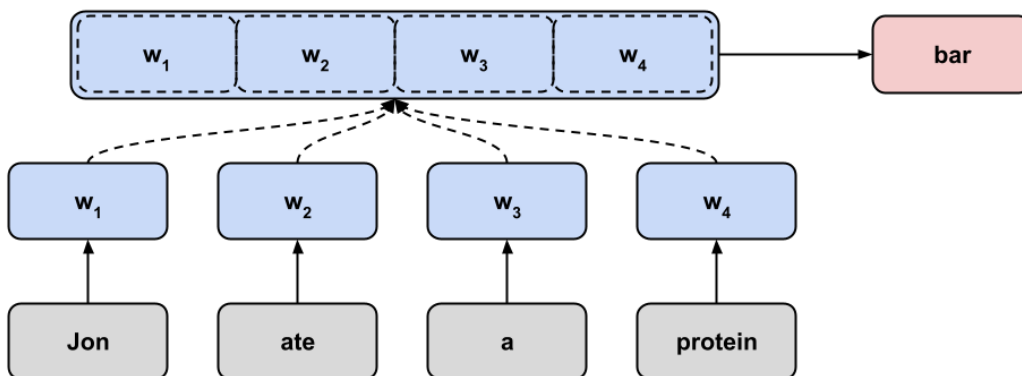 w₁ w₂ w₃ w₄ bar
w₁ w₂ w₃ w₄
Jon ate a protein